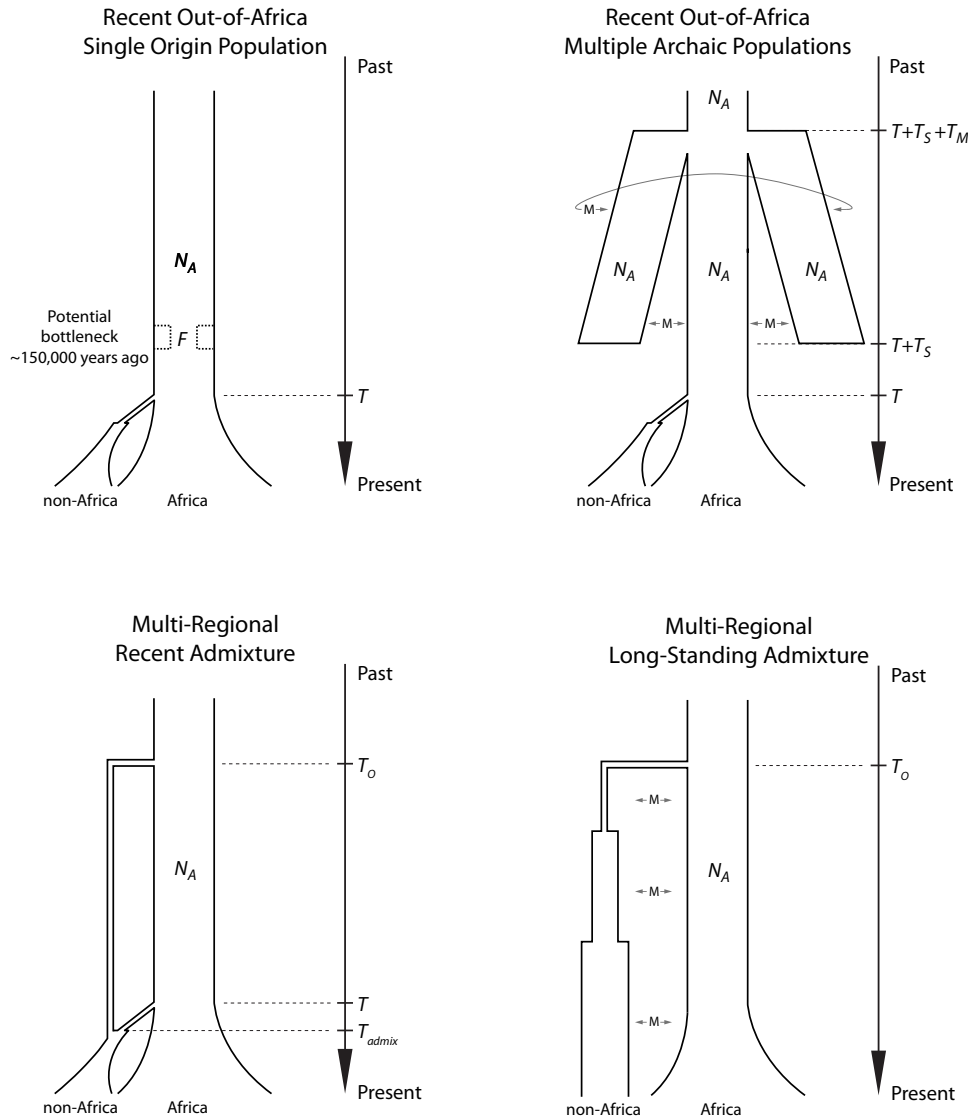 Recent Out-of-Africa
Single Origin Population
Past
N_A
Potential
bottleneck
~150,000 years ago
F
T
Present
non-Africa
Africa
Recent Out-of-Africa
Multiple Archaic Populations
Past
N_A
T+T_S+T_M
M
N_A
N_A
N_A
M
M
T+T_S
T
Present
non-Africa
Africa
Multi-Regional
Recent Admixture
Past
T_O
N_A
T
T_admix
Present
non-Africa
Africa
Multi-Regional
Long-Standing Admixture
Past
T_O
M
N_A
M
M
Present
non-Africa
Africa